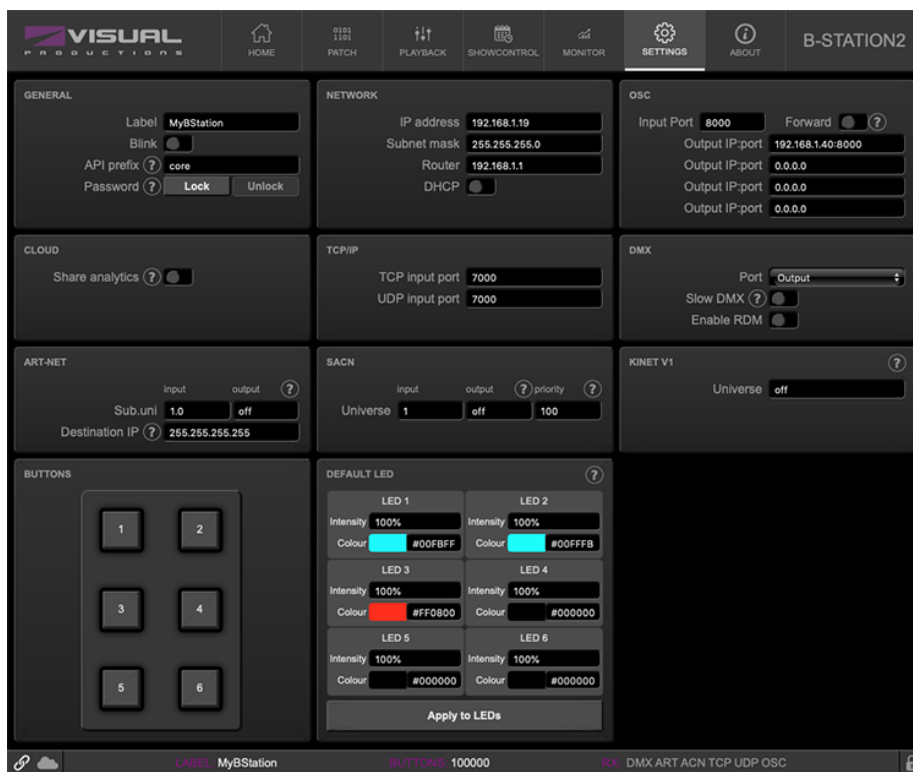 VISUAL
PRODUCTIONS
HOME
0101
1101
PATCH
PLAYBACK
SHOWCONTROL
MONITOR
SETTINGS
ABOUT
B-STATION2
GENERAL
Label MyBStation
Blink
API prefix ? core
Password ? Lock Unlock
NETWORK
IP address 192.168.1.19
Subnet mask 255.255.255.0
Router 192.168.1.1
DHCP
OSC
Input Port 8000 Forward ?
Output IP:port 192.168.1.40:8000
Output IP:port 0.0.0.0
Output IP:port 0.0.0.0
Output IP:port 0.0.0.0
CLOUD
Share analytics ?
TCP/IP
TCP input port 7000
UDP input port 7000
DMX
Port Output
Slow DMX ?
Enable RDM
ART-NET
input output ?
Sub.uni 1.0 off
Destination IP ? 255.255.255.255
SACN
input output ? priority ?
Universe 1 off 100
KINET V1 ?
Universe off
BUTTONS
1 2
3 4
5 6
DEFAULT LED ?
LED 1 LED 2
Intensity 100% Intensity 100%
Colour #00FBFF Colour #00FFFB
LED 3 LED 4
Intensity 100% Intensity 100%
Colour #FF0800 Colour #000000
LED 5 LED 6
Intensity 100% Intensity 100%
Colour #000000 Colour #000000
Apply to LEDs
LABEL: MyBStation BUTTONS: 100000 RX: DMX ART ACN TCP UDP OSC